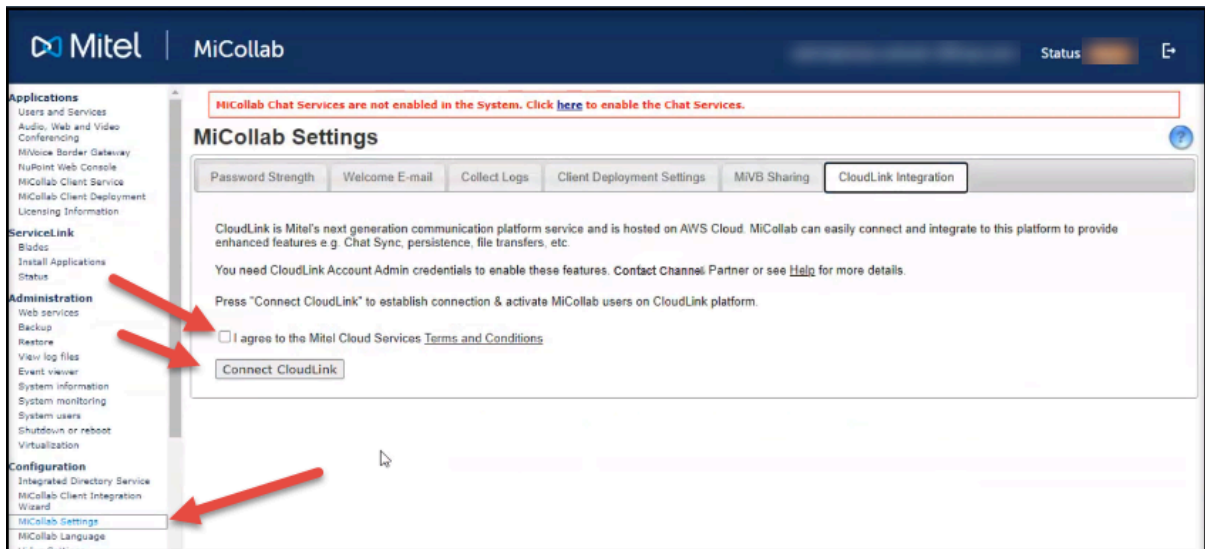 Mitel
MiCollab
Status
Applications
Users and Services
Audio, Web and Video
Conferencing
MiVoice Border Gateway
NuPoint Web Console
MiCollab Client Service
MiCollab Client Deployment
Licensing Information
ServiceLink
Blades
Install Applications
Status
Administration
Web services
Backup
Restore
View log files
Event viewer
System information
System monitoring
System users
Shutdown or reboot
Virtualization
Configuration
Integrated Directory Service
MiCollab Client Integration
Wizard
MiCollab Settings
MiCollab Language
MiCollab Chat Services are not enabled in the System. Click here to enable the Chat Services.
MiCollab Settings
?
Password Strength
Welcome E-mail
Collect Logs
Client Deployment Settings
MiVB Sharing
CloudLink Integration
CloudLink is Mitel's next generation communication platform service and is hosted on AWS Cloud. MiCollab can easily connect and integrate to this platform to provide
enhanced features e.g. Chat Sync, persistence, file transfers, etc.
You need CloudLink Account Admin credentials to enable these features. Contact Channel Partner or see Help for more details.
Press "Connect CloudLink" to establish connection & activate MiCollab users on CloudLink platform.
I agree to the Mitel Cloud Services Terms and Conditions
Connect CloudLink